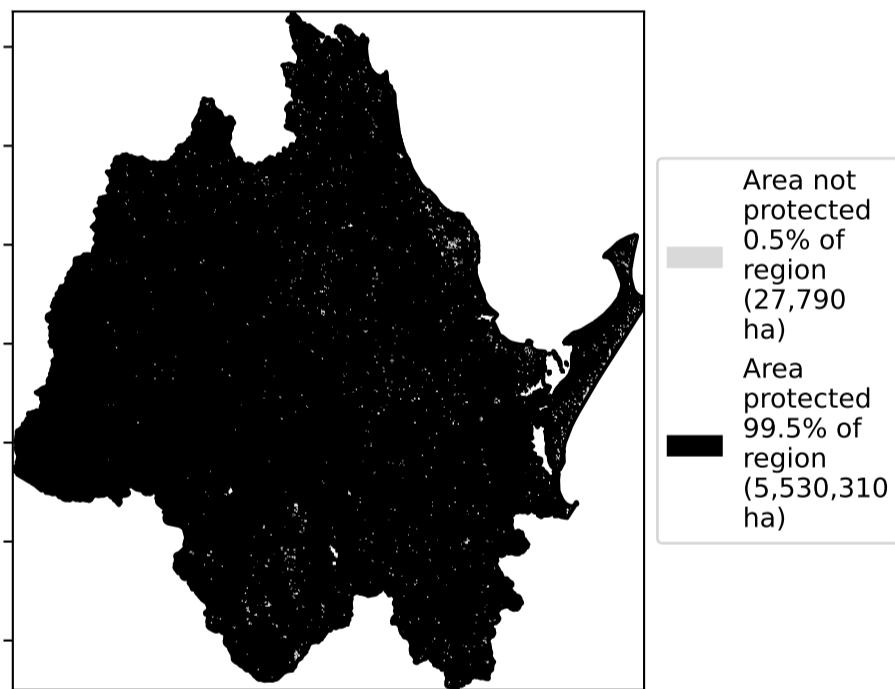 Area not
protected
0.5% of
region
(27,790
ha)
Area
protected
99.5% of
region
(5,530,310
ha)